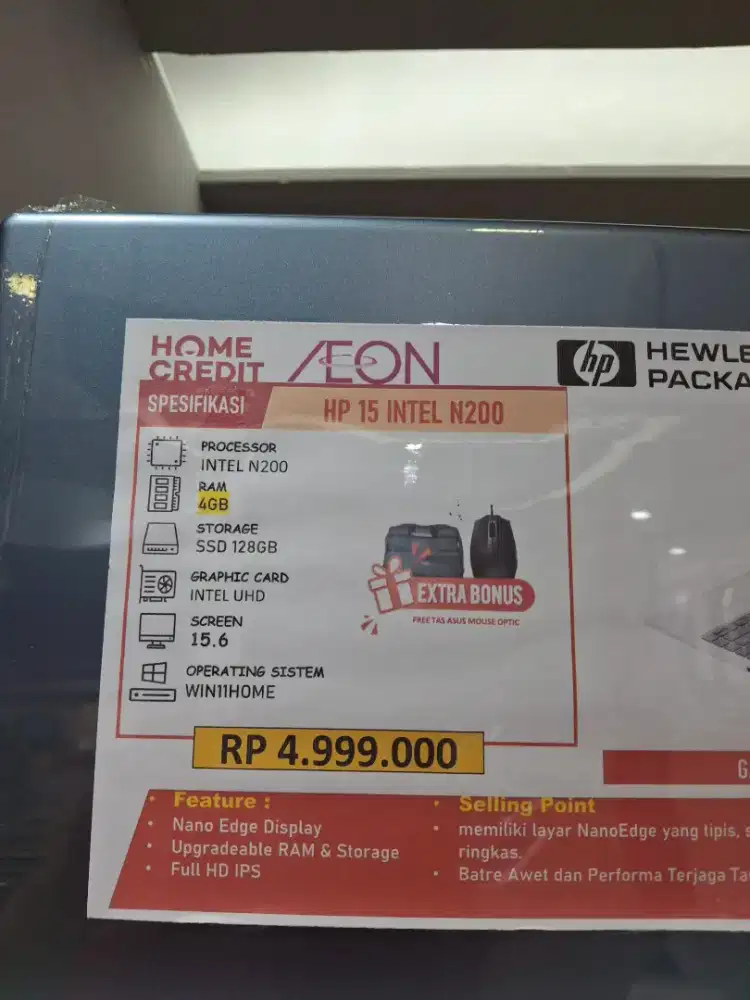 HOME CREDIT
ÆON
hp
SPESIFIKASI
HP 15 INTEL N200
PROCESSOR
INTEL N200
RAM
4GB
STORAGE
SSD 128GB
GRAPHIC CARD
INTEL UHD
SCREEN
15.6
OPERATING SISTEM
WIN11HOME
EXTRA BONUS
FREE TAS ASUS MOUSE OPTIC
RP 4.999.000
Feature :
Nano Edge Display
Upgradeable RAM & Storage
Full HD IPS
Selling Point
memiliki layar NanoEdge yang tipis,
ringkas.
Batre Awet dan Performa Terjaga